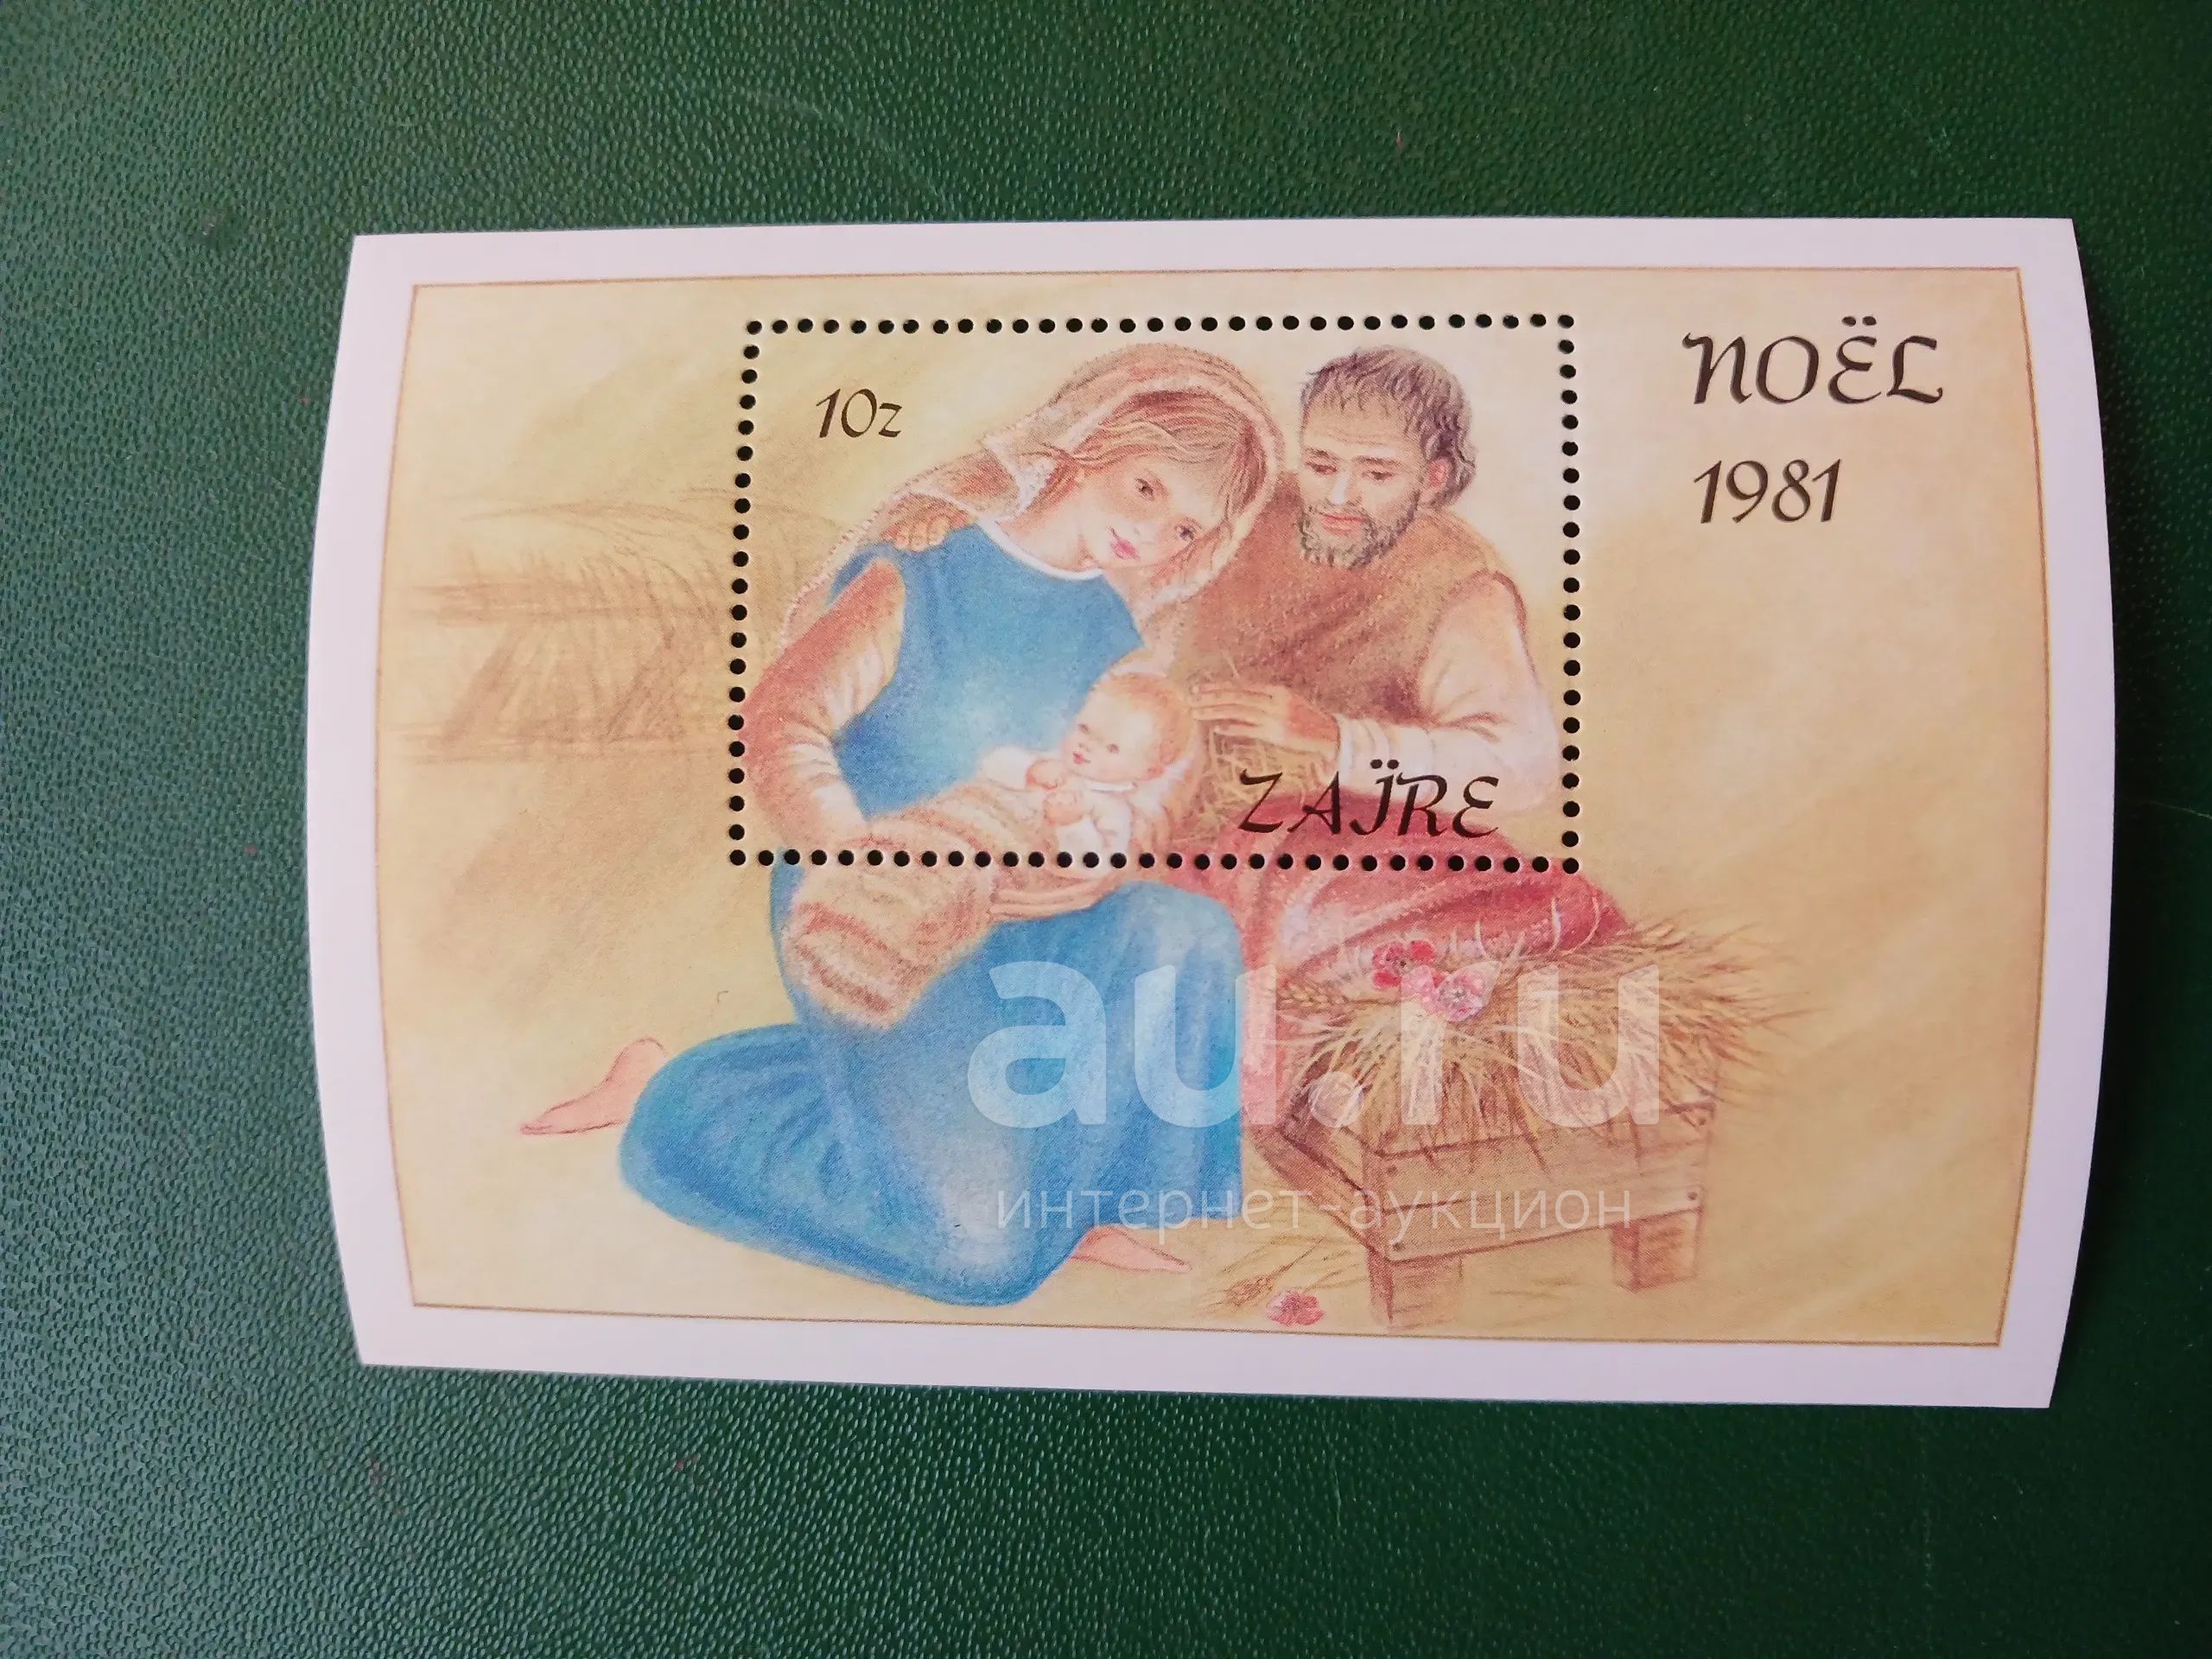 NOËL
1981
10z
ZAÏRE
au.ru
интернет-аукцион